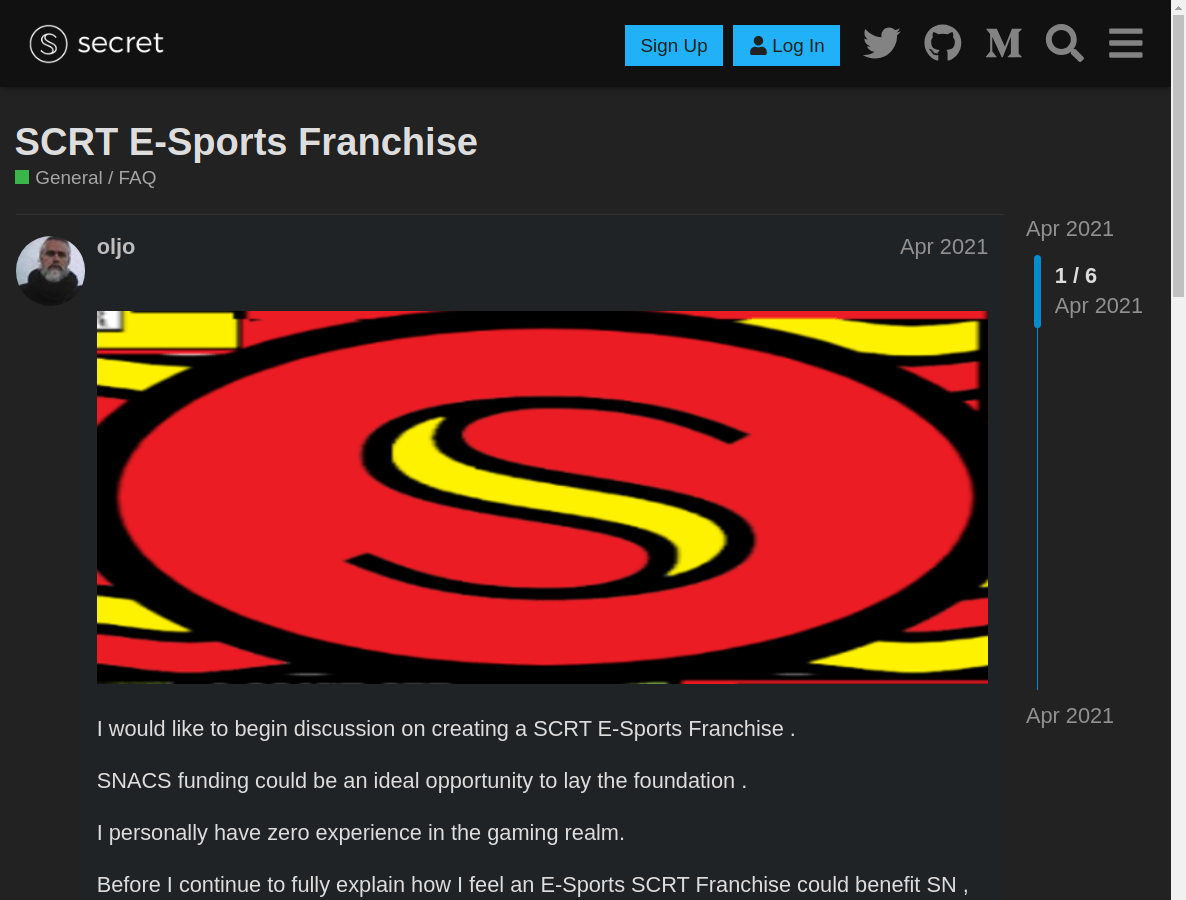 secret
Sign Up
Log In
SCRT E-Sports Franchise
General / FAQ
oljo
Apr 2021
Apr 2021
1 / 6
Apr 2021
I would like to begin discussion on creating a SCRT E-Sports Franchise .
SNACS funding could be an ideal opportunity to lay the foundation .
I personally have zero experience in the gaming realm.
Before I continue to fully explain how I feel an E-Sports SCRT Franchise could benefit SN ,
Apr 2021